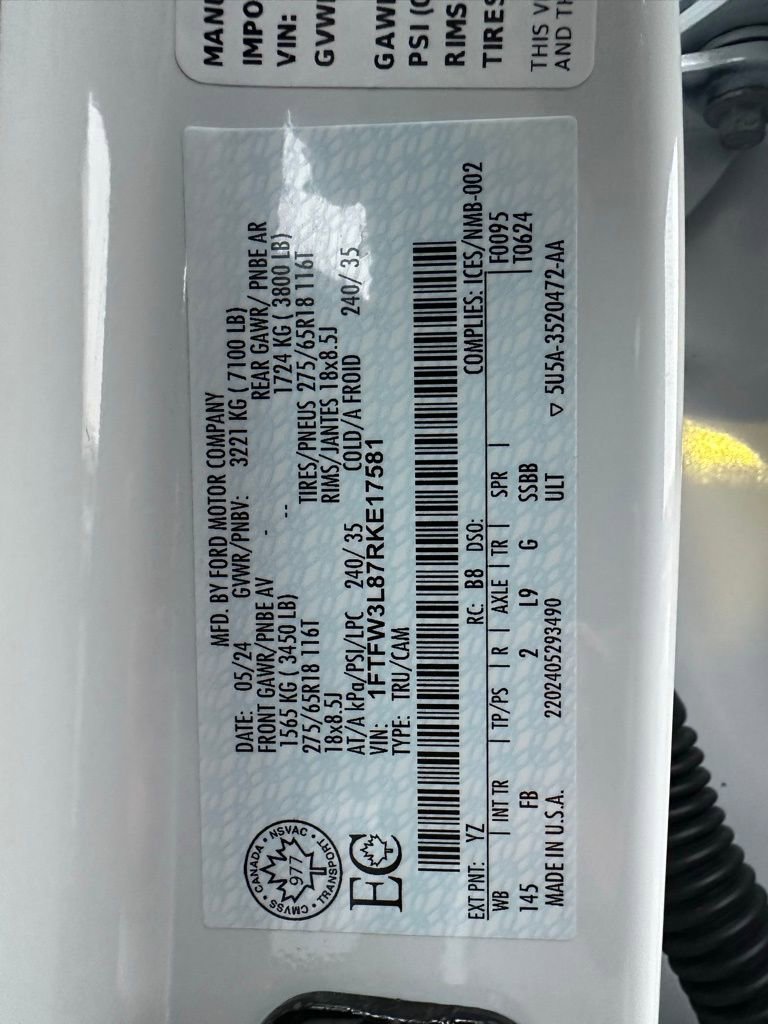 MANU
IMPO
VIN:
GVWR
GAWR
PSI (C
RIMS
TIRES
THIS V
AND TH
MFD. BY FORD MOTOR COMPANY
DATE: 05/24 GVWR/PNBV: 3221 KG ( 7100 LB)
FRONT GAWR/PNBE AV - REAR GAWR/ PNBE AR
1565 KG ( 3450 LB) -- 1724 KG ( 3800 LB)
275/65R18 116T TIRES/PNEUS 275/65R18 116T
18x8.5J RIMS/JANTES 18x8.5J
AT/A kPa/PSI/LPC 240/ 35 COLD/A FROID 240/ 35
VIN: 1FTFW3L87RKE17581
TYPE: TRU/CAM
CANADA • NSVAC • TRANSPORT • CMVSS •
977
EC
COMPLIES: ICES/NMB-002
EXT PNT: YZ RC: B8 DSO: F0095
WB | INT TR | TP/PS | R | AXLE | TR | SPR | T0624
145 FB 2 L9 G SSBB
MADE IN U.S.A. 2202405293490 ULT ▽ 5U5A-3520472-AA